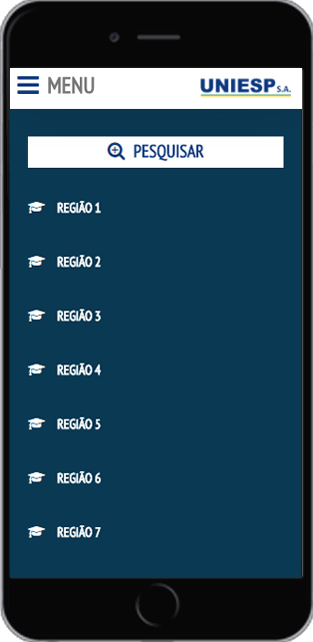 MENU
UNIESP S.A.
PESQUISAR
REGIÃO 1
REGIÃO 2
REGIÃO 3
REGIÃO 4
REGIÃO 5
REGIÃO 6
REGIÃO 7